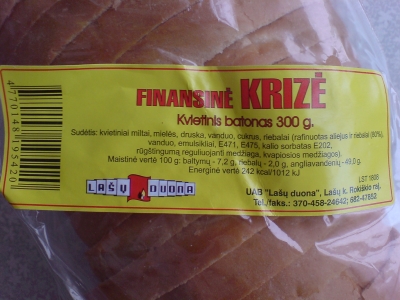 FINANSINĖ KRIZĖ
Kvietinis batonas 300 g.
Sudėtis: kvietiniai miltai, mielės, druska, vanduo, cukrus, riebalai (rafinuotas aliejus ir riebalai (80%),
vanduo, emulsikliai, E471, E475, kalio sorbatas E202,
rūgštingumą reguliuojanti medžiaga, kvapiosios medžiagos).
Maistinė vertė 100 g: baltymų - 7,2 g, riebalų - 2,0 g, angliavandenių - 49,0 g.
Energinė vertė 242 kcal/1012 kJ
LST 1608
LAŠŲ DUONA
UAB "Lašų duona", Lašų k. Rokiškio raj.
Tel./faks.: 370-458-24642;